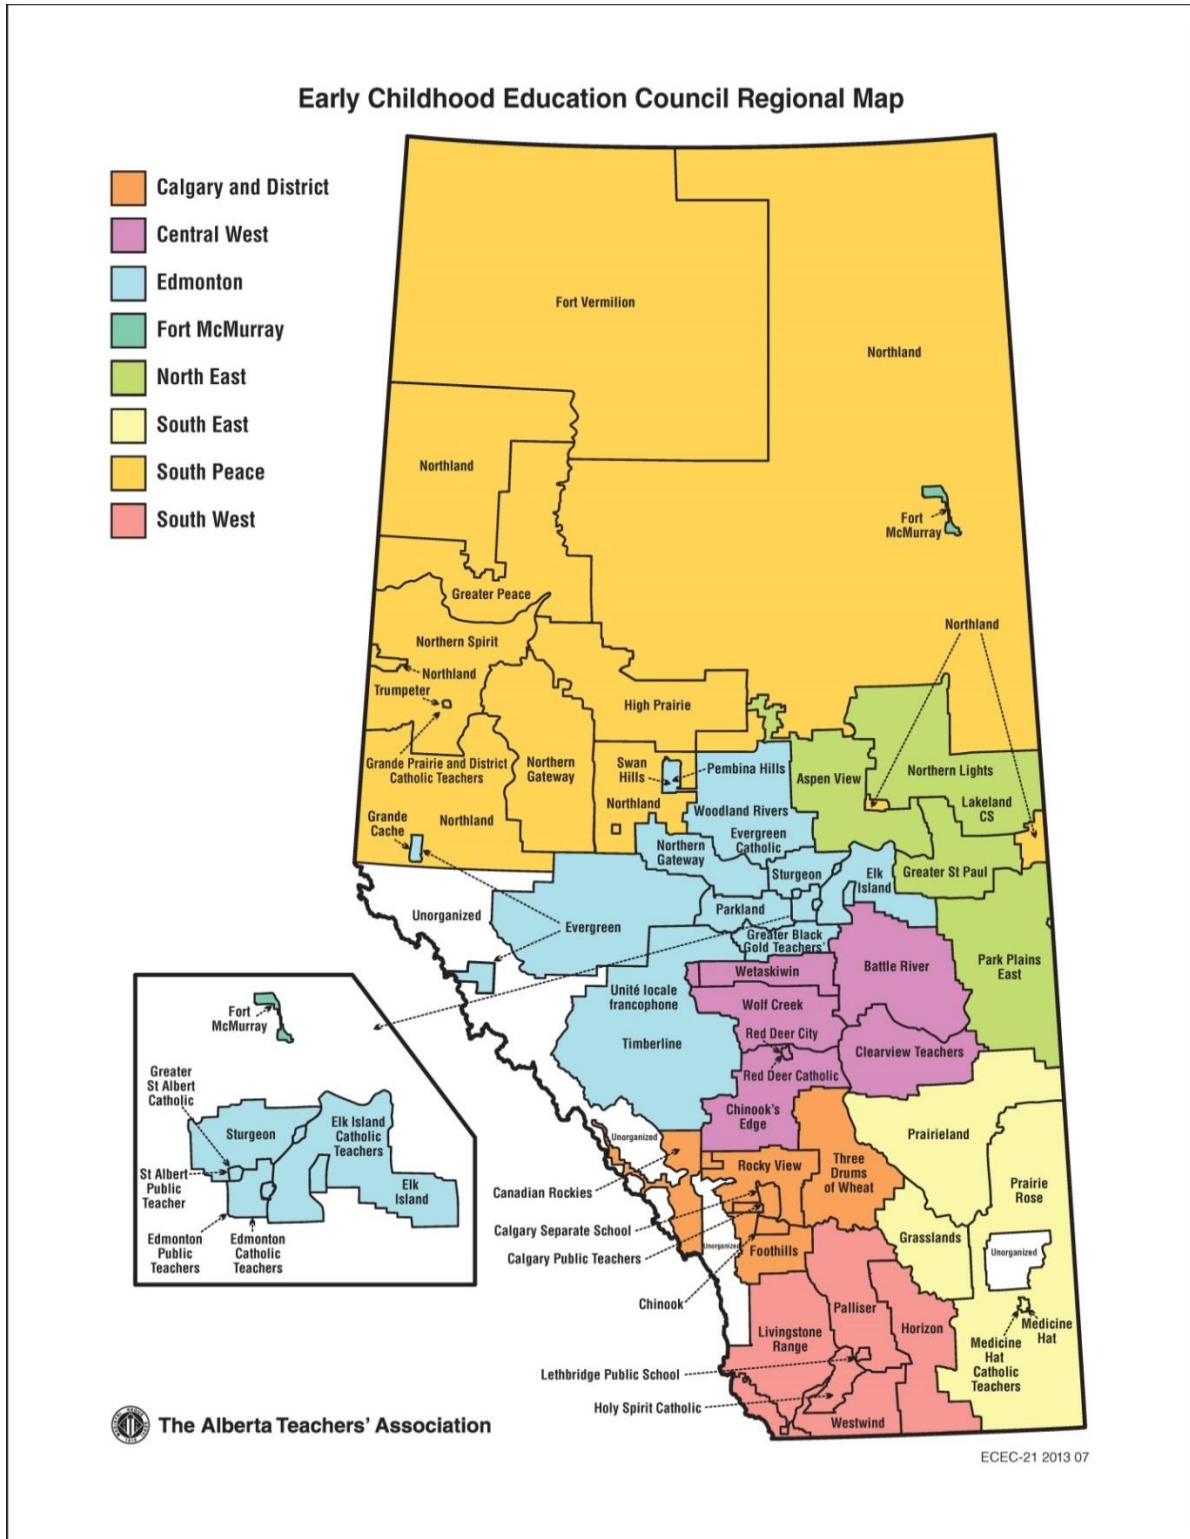 Early Childhood Education Council Regional Map
Calgary and District
Central West
Edmonton
Fort McMurray
North East
South East
South Peace
South West
Fort Vermilion
Northland
Northland
Fort
McMurray
Greater Peace
Northland
Northern Spirit
Northland
Trumpeter
High Prairie
Grande Prairie and District
Catholic Teachers
Northern
Gateway
Swan
Hills
Pembina Hills
Aspen View
Northern Lights
Northland
Woodland Rivers
Lakeland
CS
Grande
Cache
Northland
Evergreen
Catholic
Northern
Gateway
Sturgeon
Elk
Island
Greater St Paul
Unorganized
Evergreen
Parkland
Greater Black
Gold Teachers'
Battle River
Park Plains
East
Wetaskiwin
Unité locale
francophone
Wolf Creek
Timberline
Red Deer City
Clearview Teachers
Red Deer Catholic
Chinook's
Edge
Fort
McMurray
Greater
St Albert
Catholic
Sturgeon
Elk Island
Catholic
Teachers
St Albert
Public
Teacher
Elk
Island
Edmonton
Public
Teachers
Edmonton
Catholic
Teachers
Unorganized
Prairieland
Rocky View
Three
Drums
of Wheat
Canadian Rockies
Prairie
Rose
Calgary Separate School
Grasslands
Unorganized
Unorganized
Foothills
Calgary Public Teachers
Chinook
Palliser
Livingstone
Range
Horizon
Medicine
Hat
Medicine
Hat
Catholic
Teachers
Lethbridge Public School
Holy Spirit Catholic
Westwind
The Alberta Teachers' Association
ECEC-21 2013 07